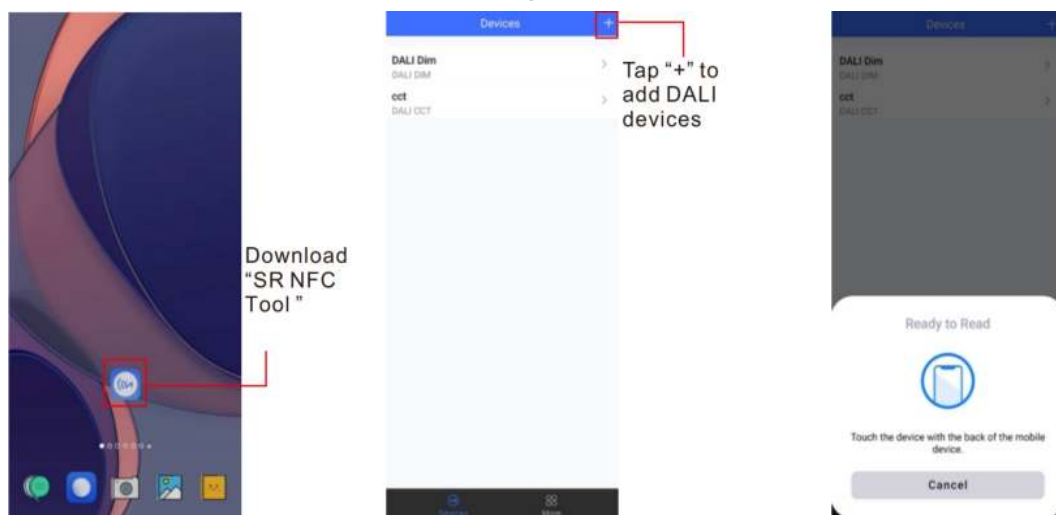 Download
“SR NFC
Tool ”
Devices +
DALI Dim
DALI DIM
cct
DALI CCT
Tap “+” to
add DALI
devices
Devices
More
Devices +
DALI Dim
DALI DIM
cct
DALI CCT
Ready to Read
Touch the device with the back of the mobile
device.
Cancel